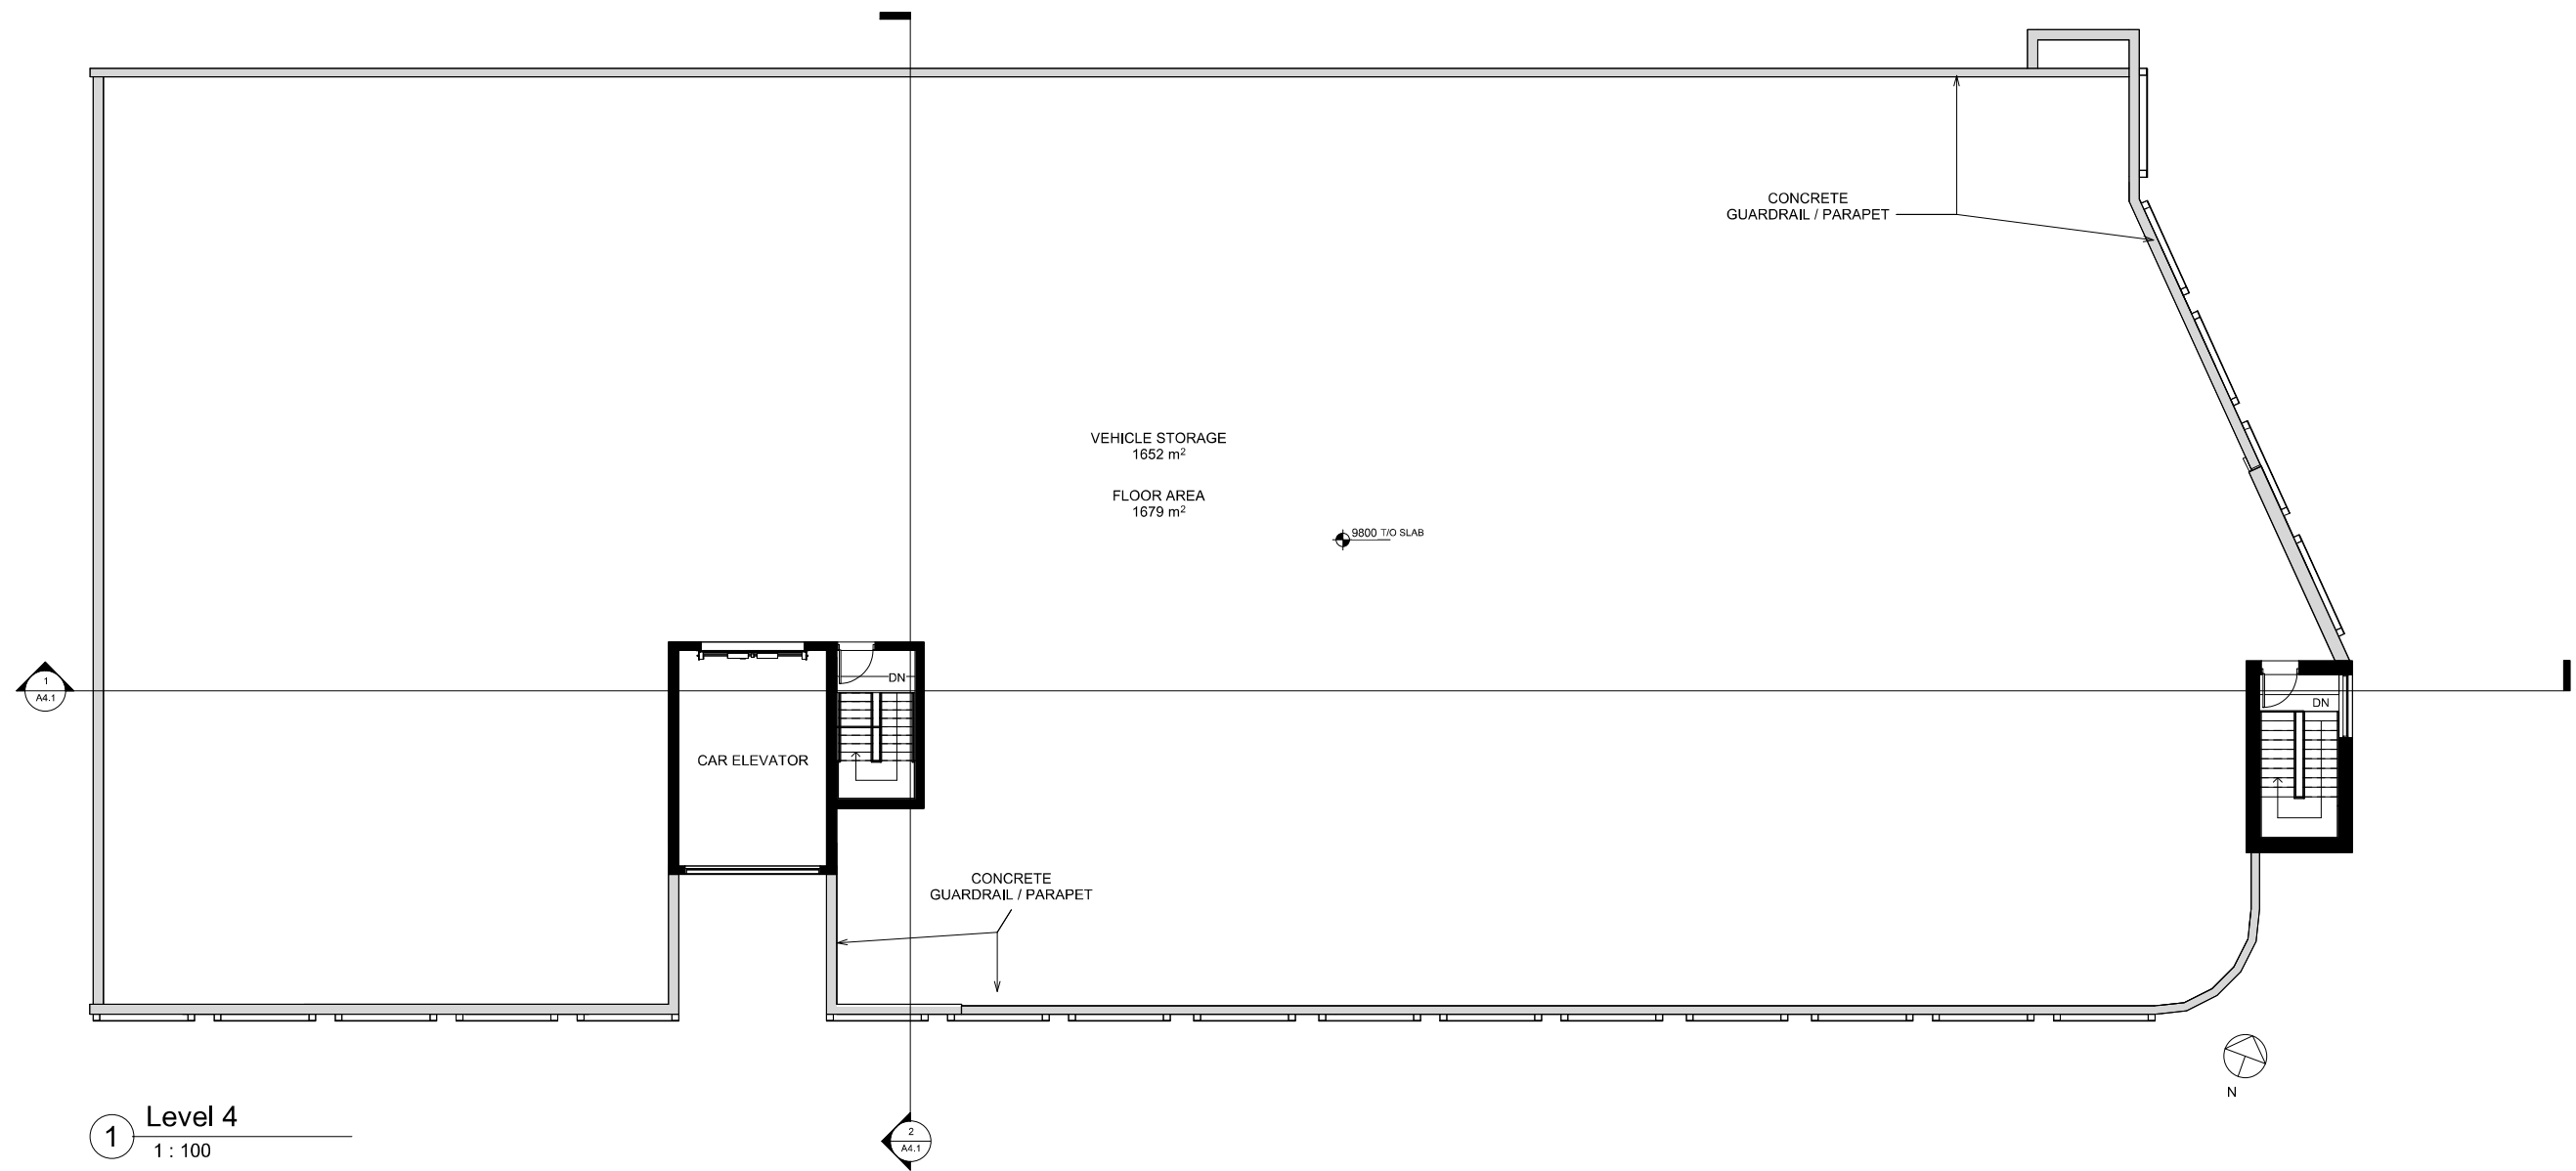 CONCRETE
GUARDRAIL / PARAPET
VEHICLE STORAGE
1652 m²
FLOOR AREA
1679 m²
9800 T/O SLAB
1
A4.1
DN
DN
CAR ELEVATOR
CONCRETE
GUARDRAIL / PARAPET
N
1
Level 4
1 : 100
2
A4.1